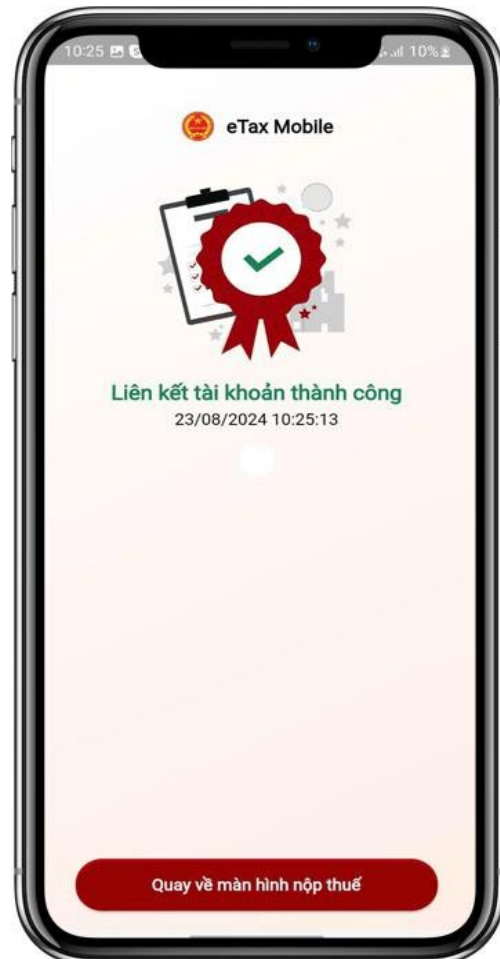 10:25
10%
eTax Mobile
Liên kết tài khoản thành công
23/08/2024 10:25:13
Quay về màn hình nộp thuế